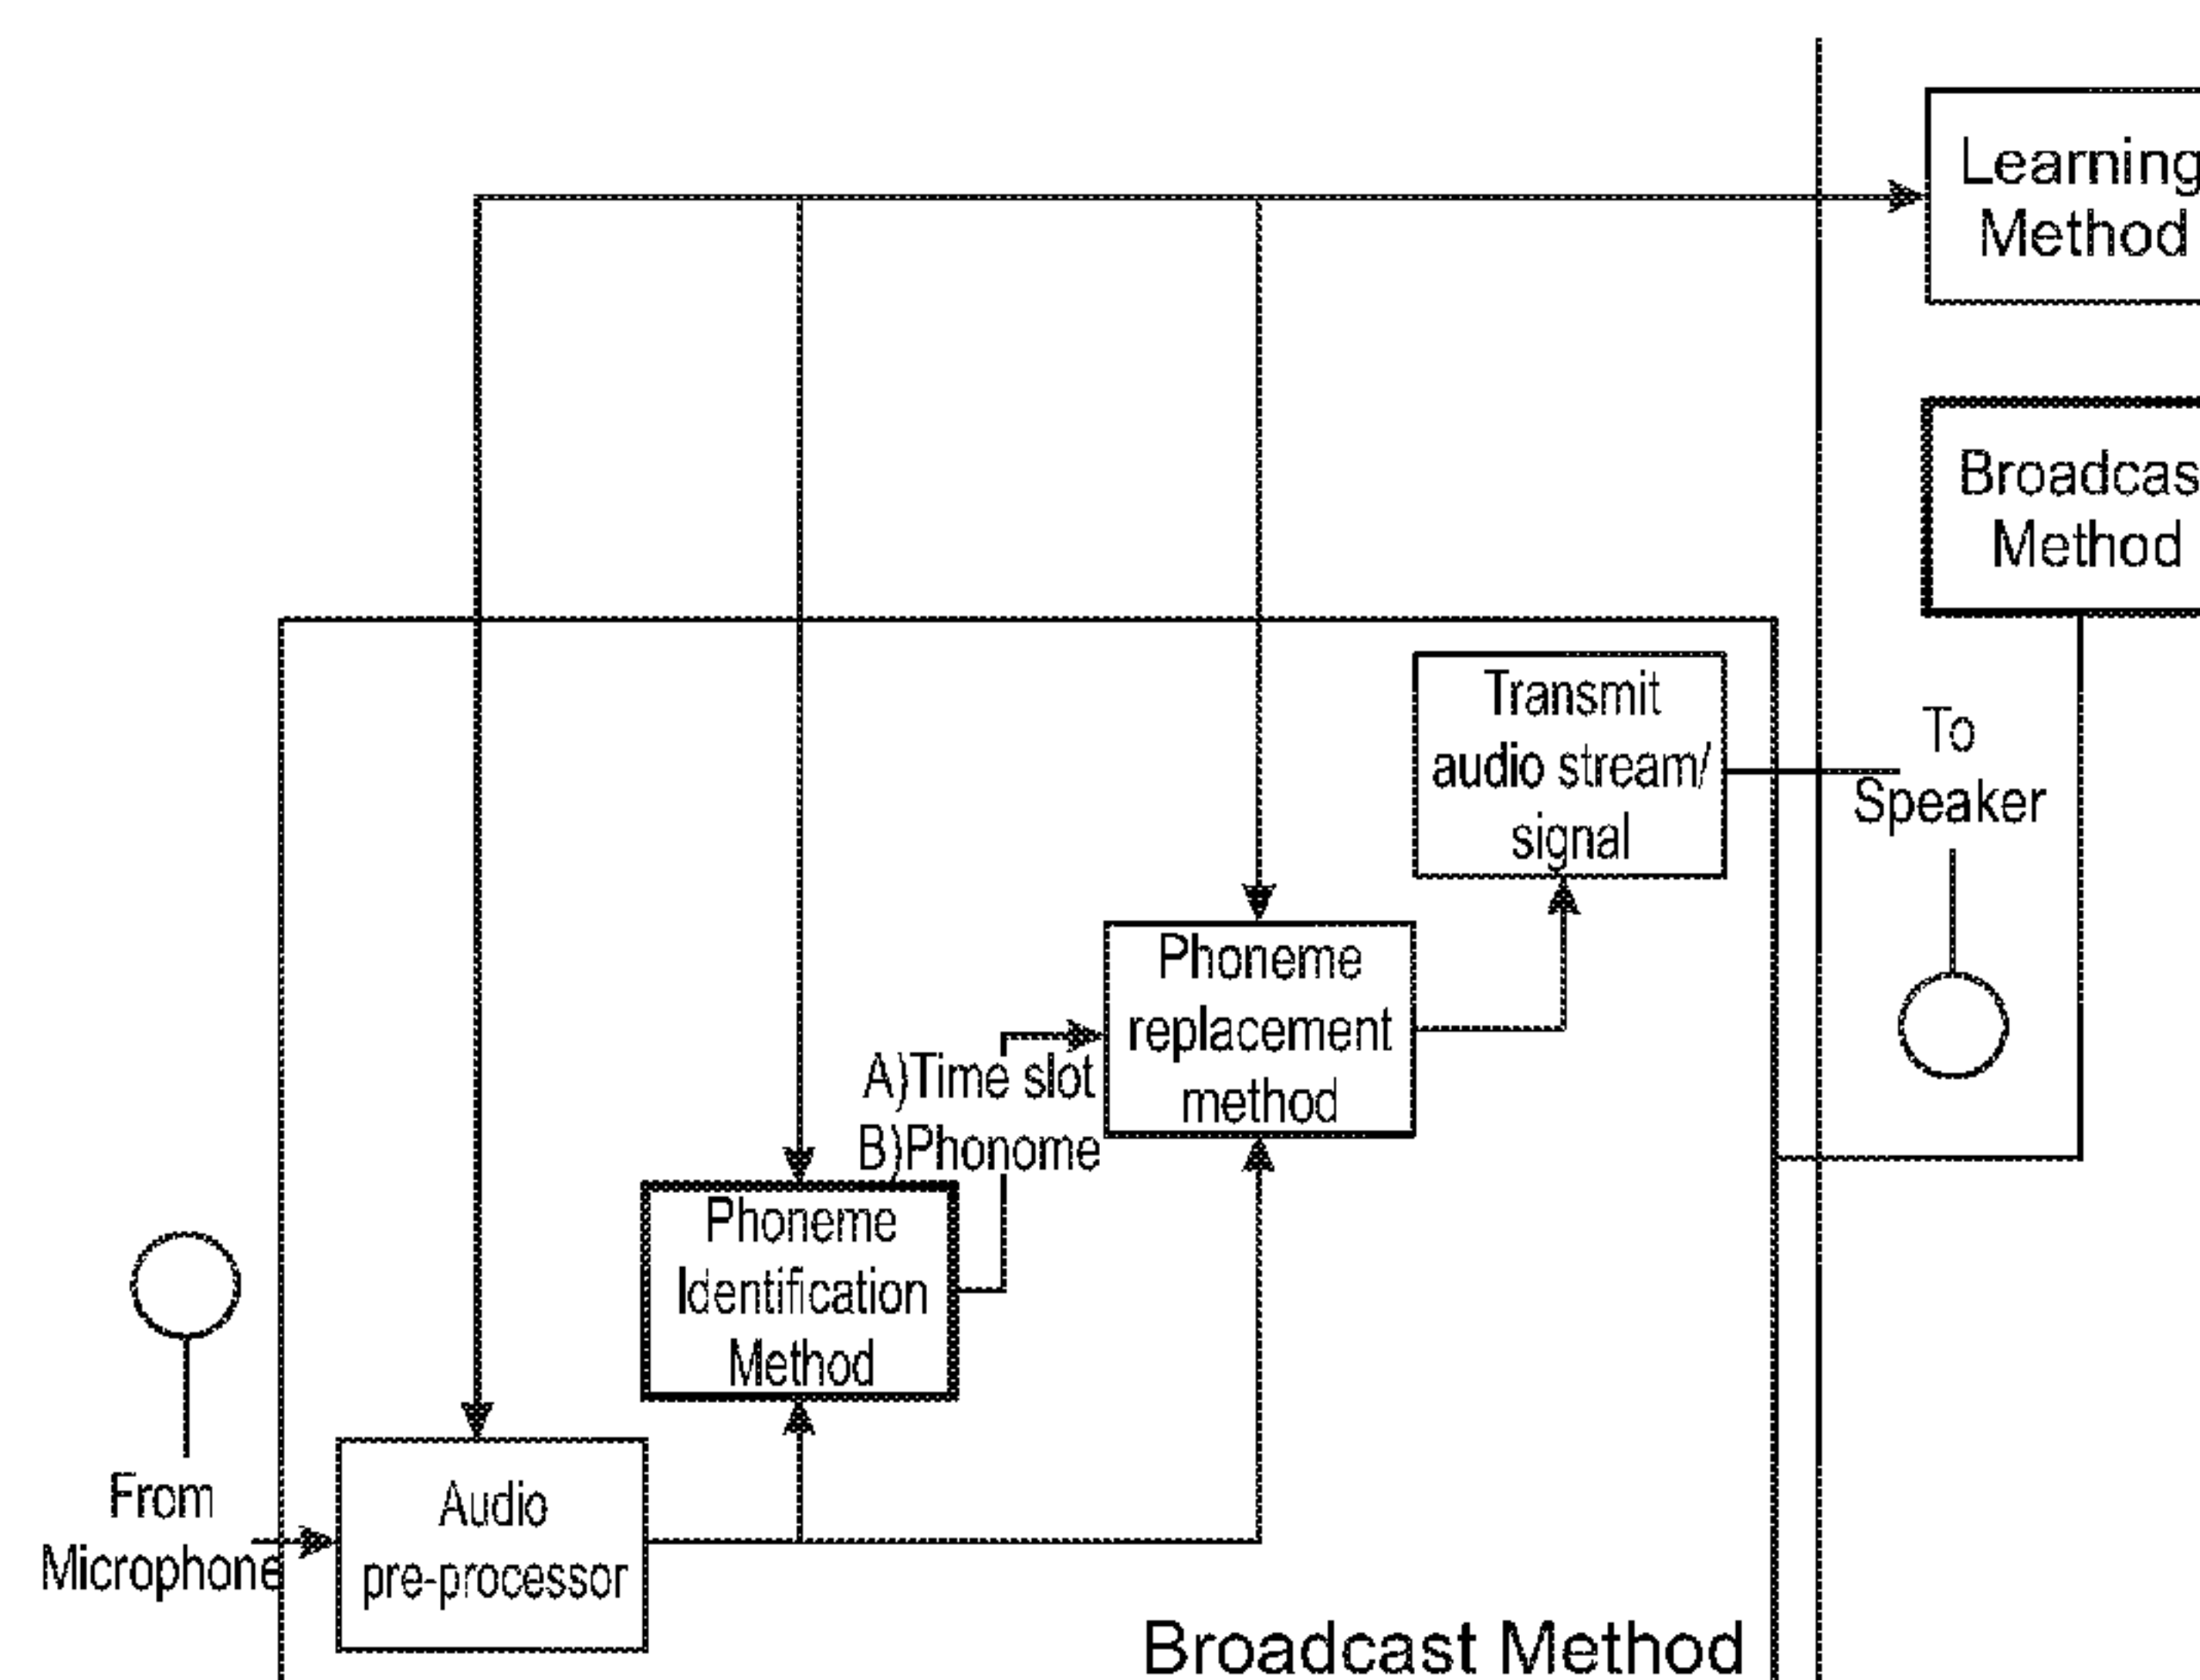 Learning
Method
Broadcas
Method
Transmit
audio stream/
signal
To
Speaker
Phoneme
replacement
method
A)Time slot
B)Phonome
Phoneme
Identification
Method
From
Microphone
Audio
pre-processor
Broadcast Method